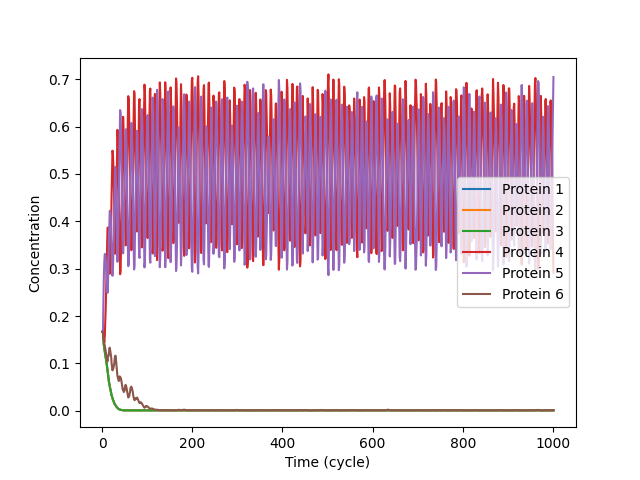 0.7
0.6
0.5
0.4
0.3
0.2
0.1
0.0
Concentration
Protein 1
Protein 2
Protein 3
Protein 4
Protein 5
Protein 6
0 200 400 600 800 1000
Time (cycle)